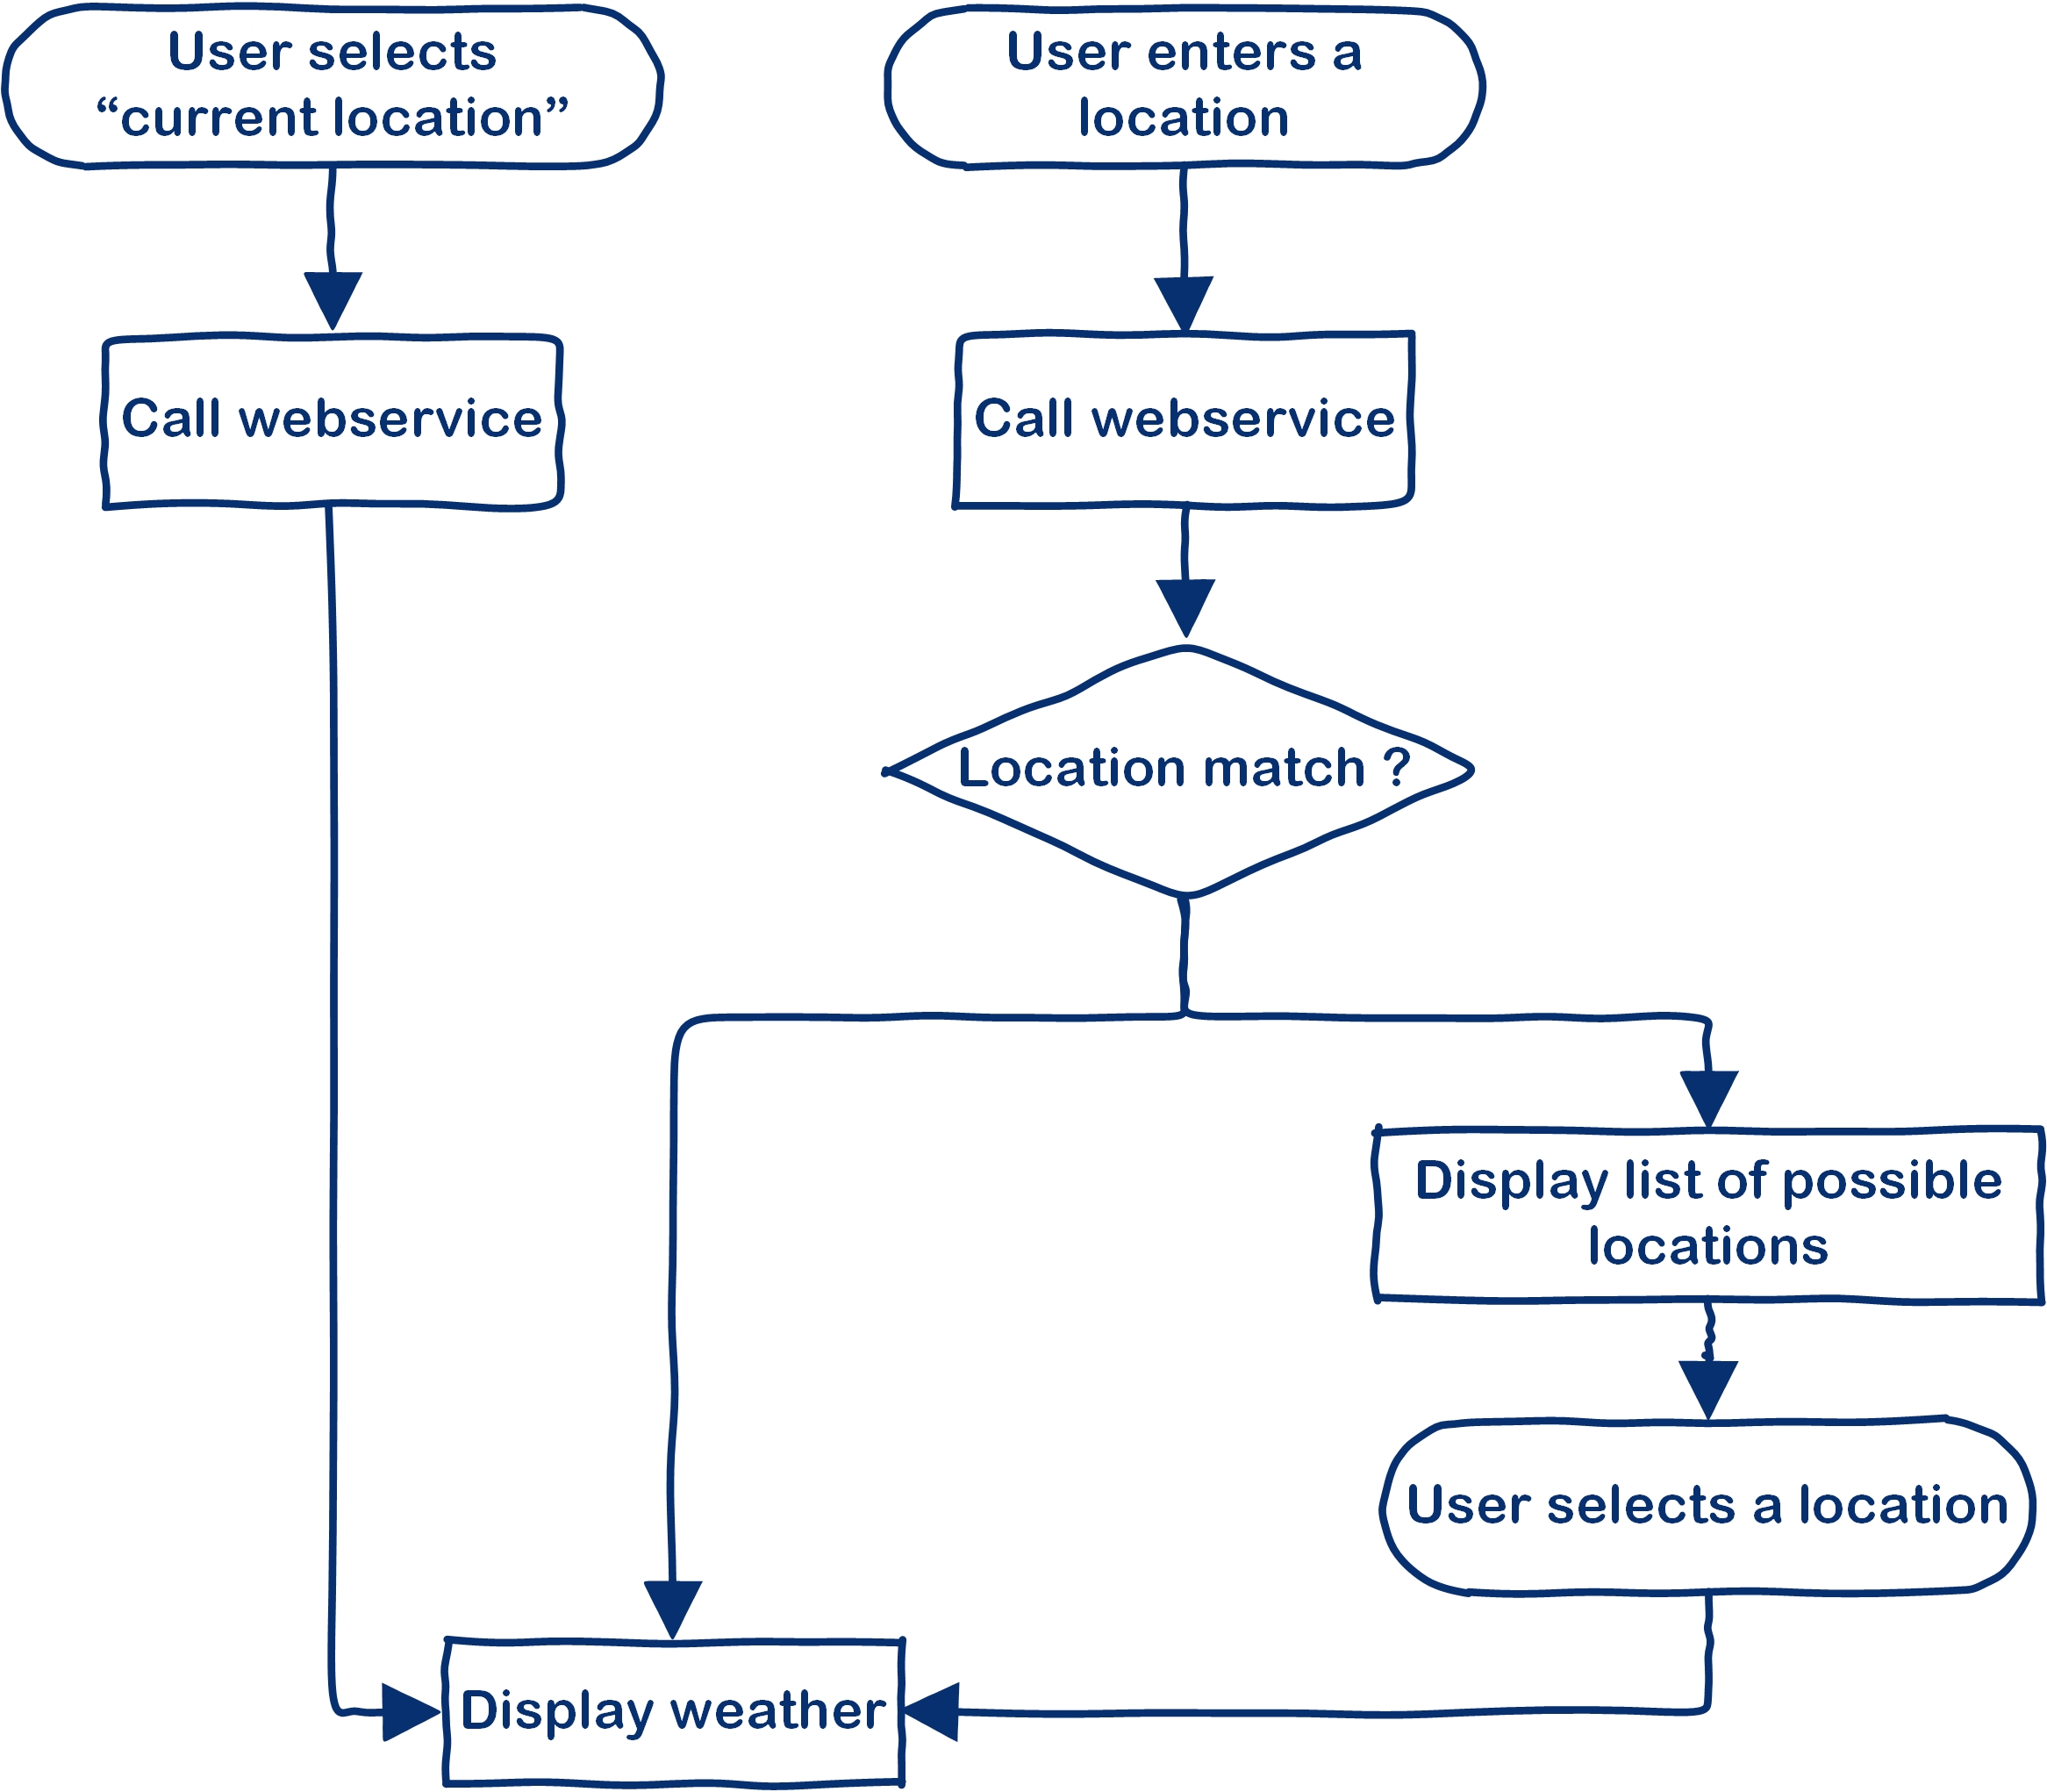 User selects
“current location”
User enters a
location
Call webservice
Call webservice
Location match ?
Display list of possible
locations
User selects a location
Display weather